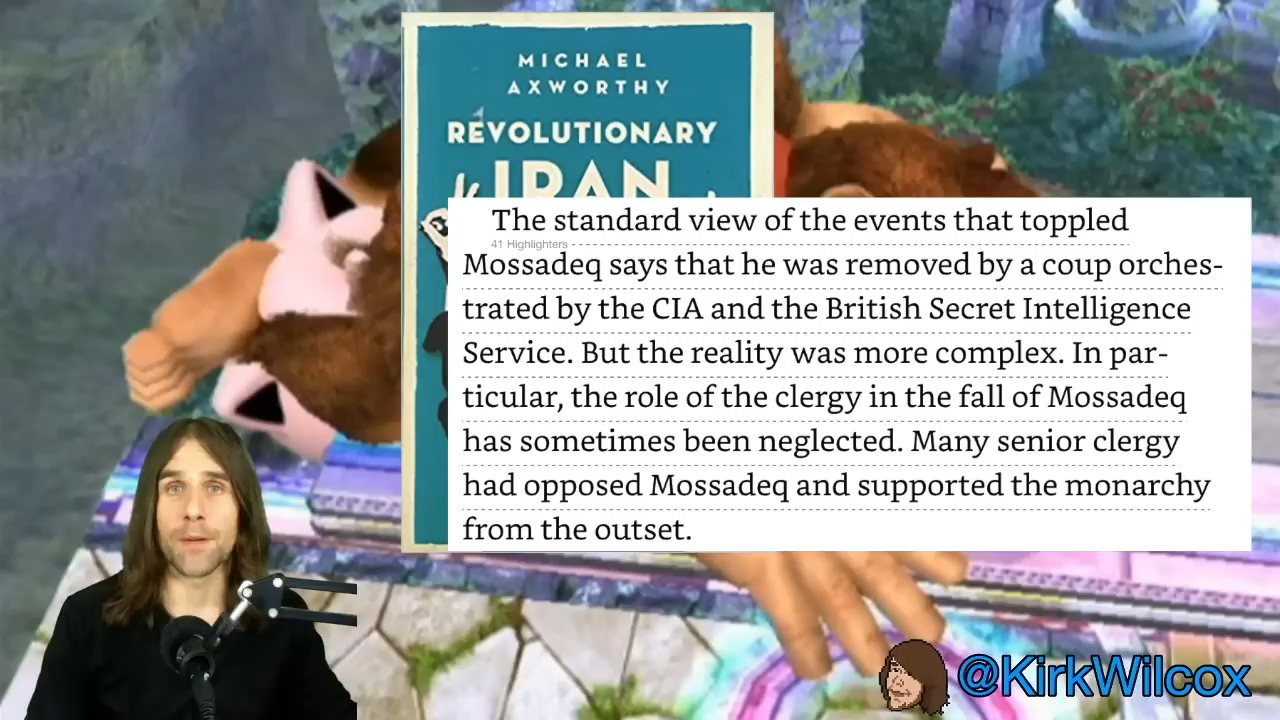 MICHAEL
AXWORTHY
REVOLUTIONARY
IRAN
The standard view of the events that toppled
41 Highlighters
Mossadeq says that he was removed by a coup orches-
trated by the CIA and the British Secret Intelligence
Service. But the reality was more complex. In par-
ticular, the role of the clergy in the fall of Mossadeq
has sometimes been neglected. Many senior clergy
had opposed Mossadeq and supported the monarchy
from the outset.
@KirkWilcox